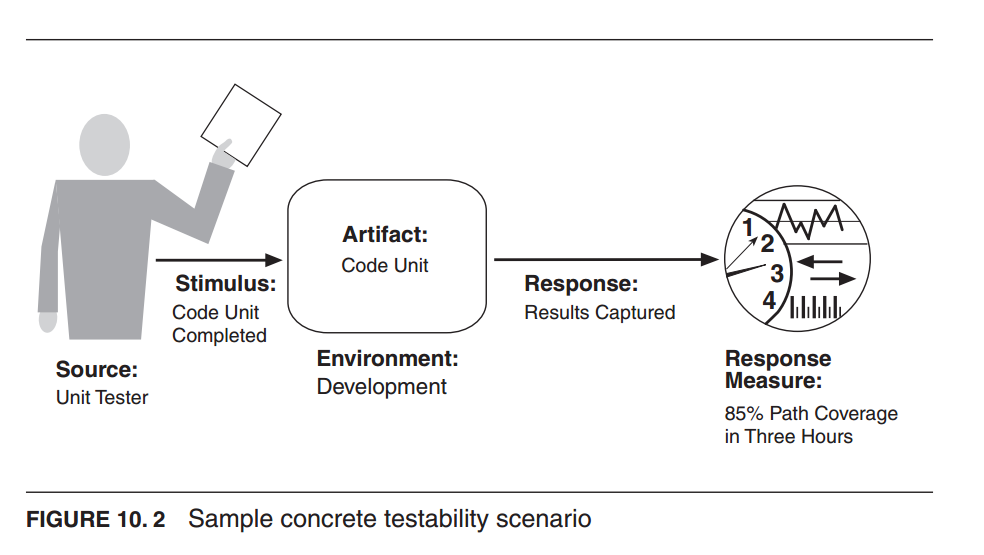 Artifact:
Code Unit
Stimulus:
Code Unit
Completed
Response:
Results Captured
1
2
3
4
Source:
Unit Tester
Environment:
Development
Response
Measure:
85% Path Coverage
in Three Hours
FIGURE 10. 2 Sample concrete testability scenario